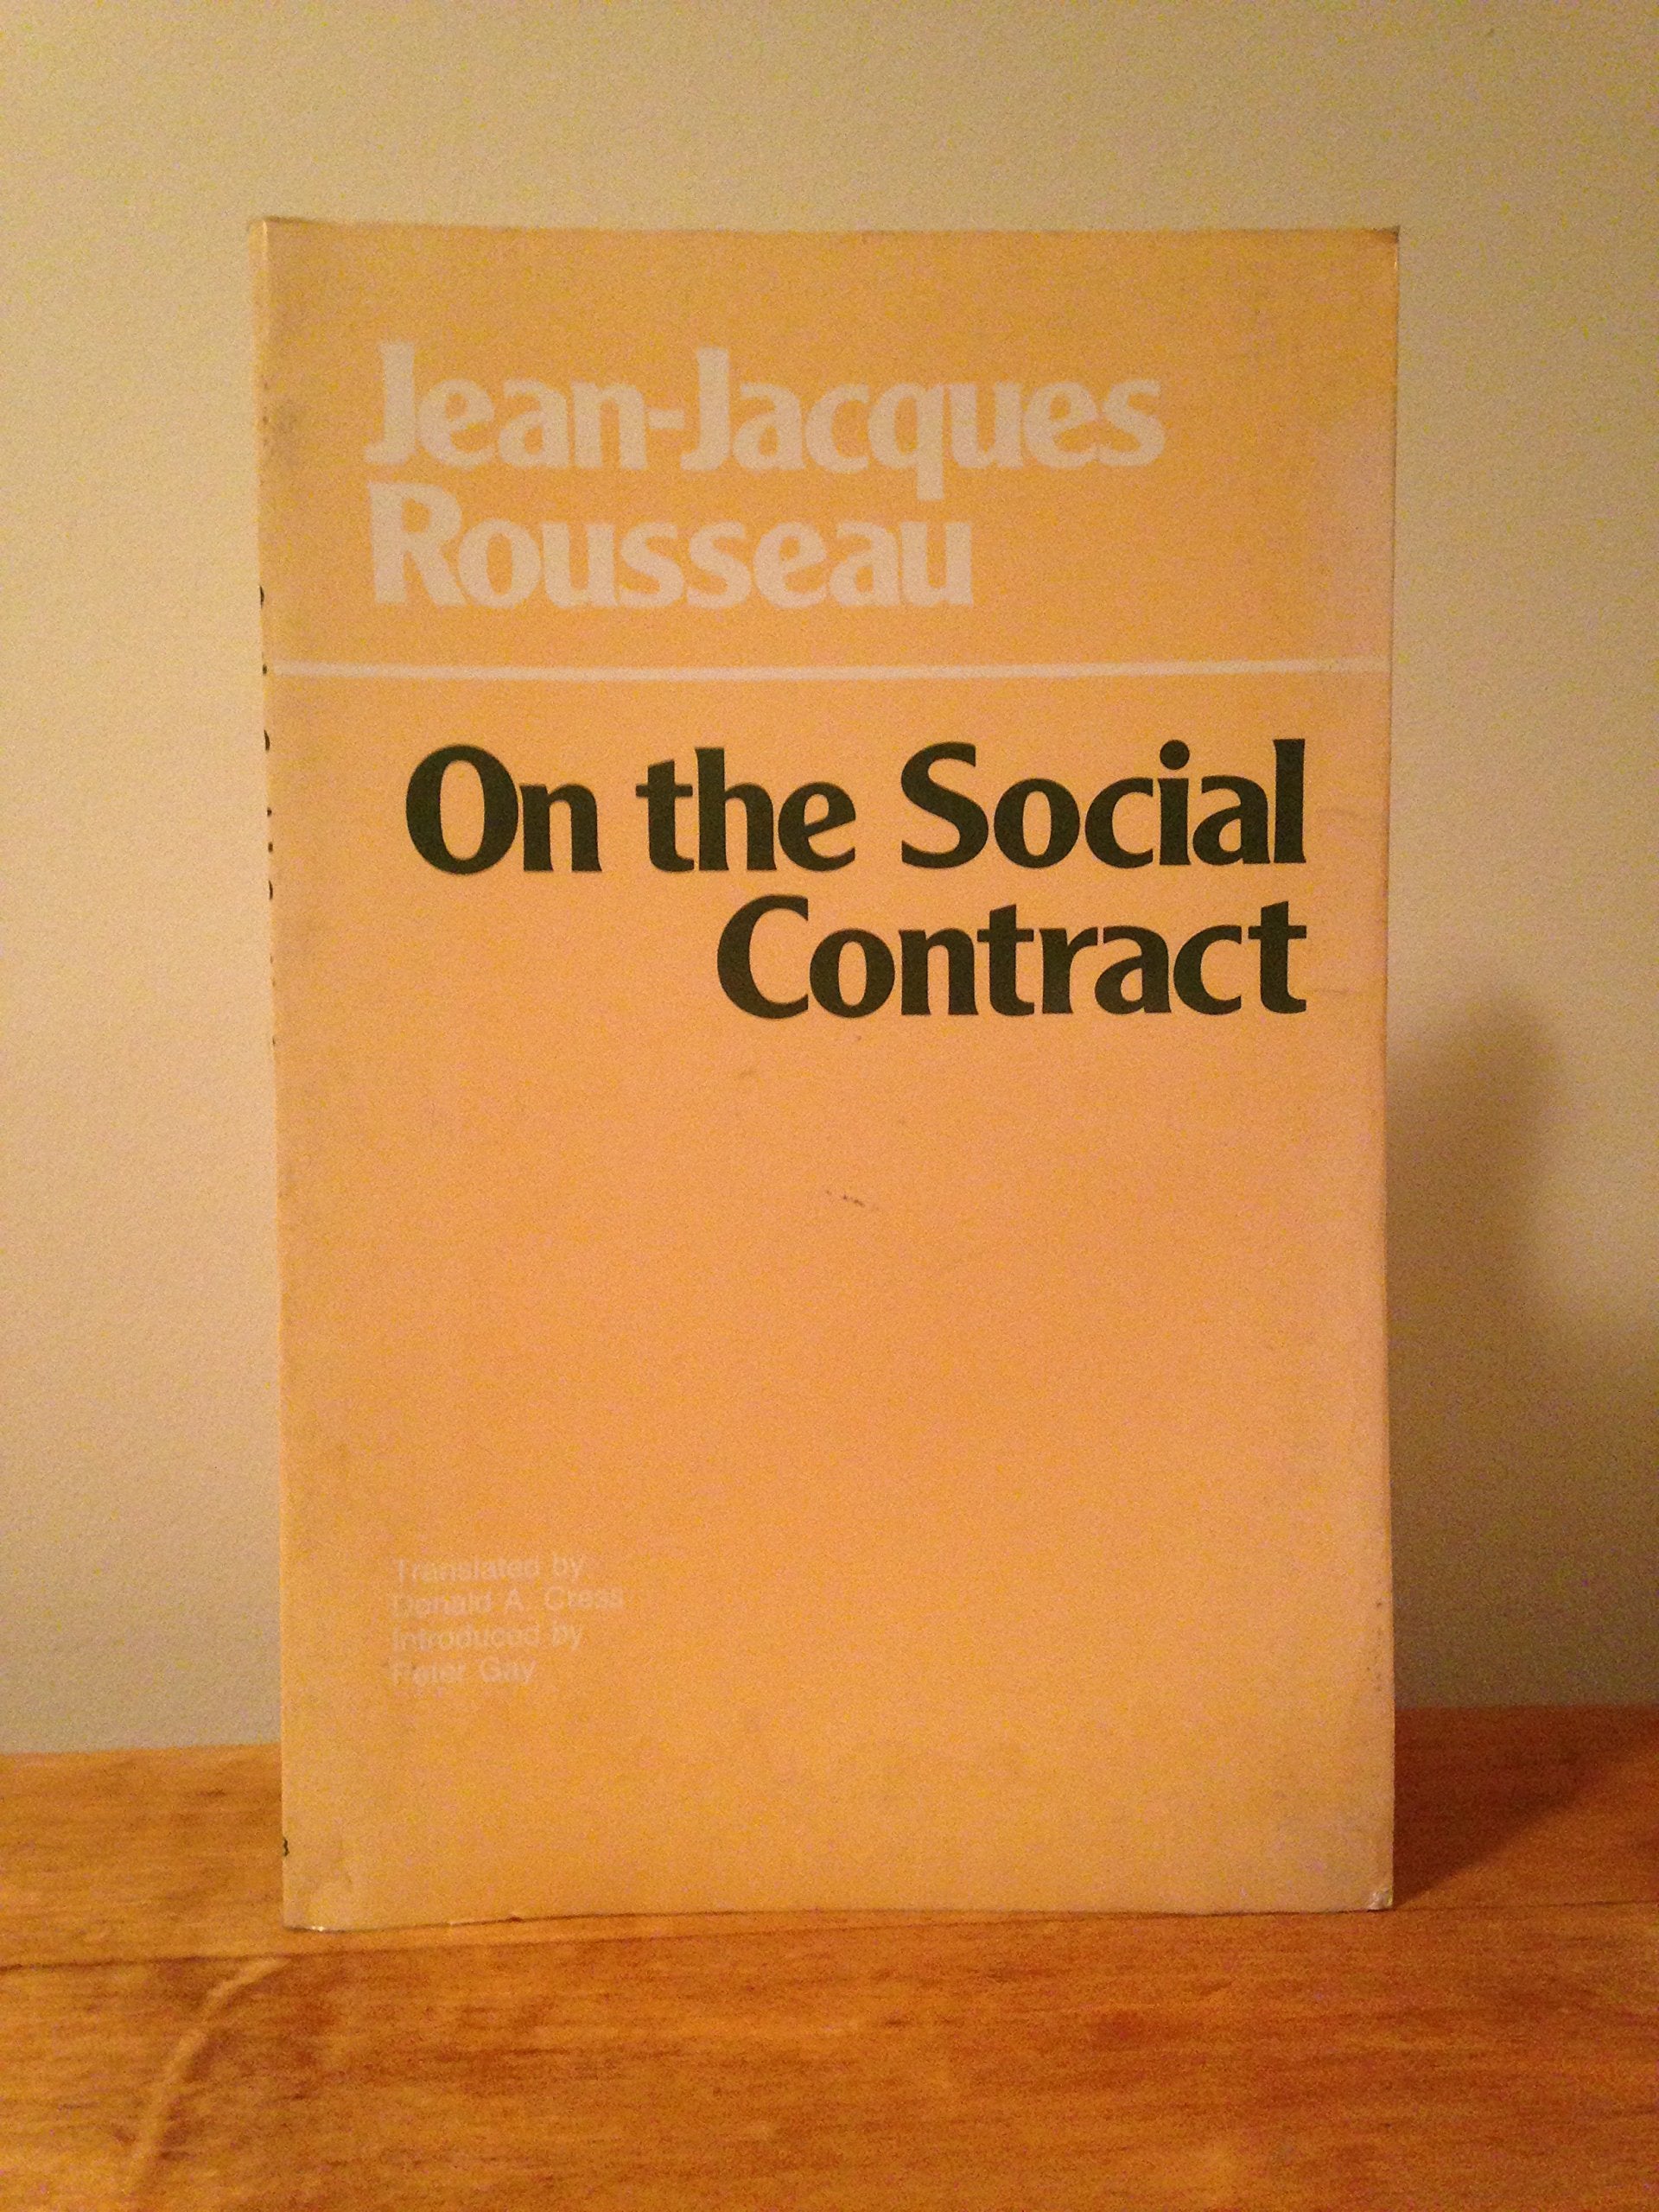 Jean-Jacques
Rousseau
On the Social
Contract
Translated by
Donald A. Cress
Introduced by
Peter Gay